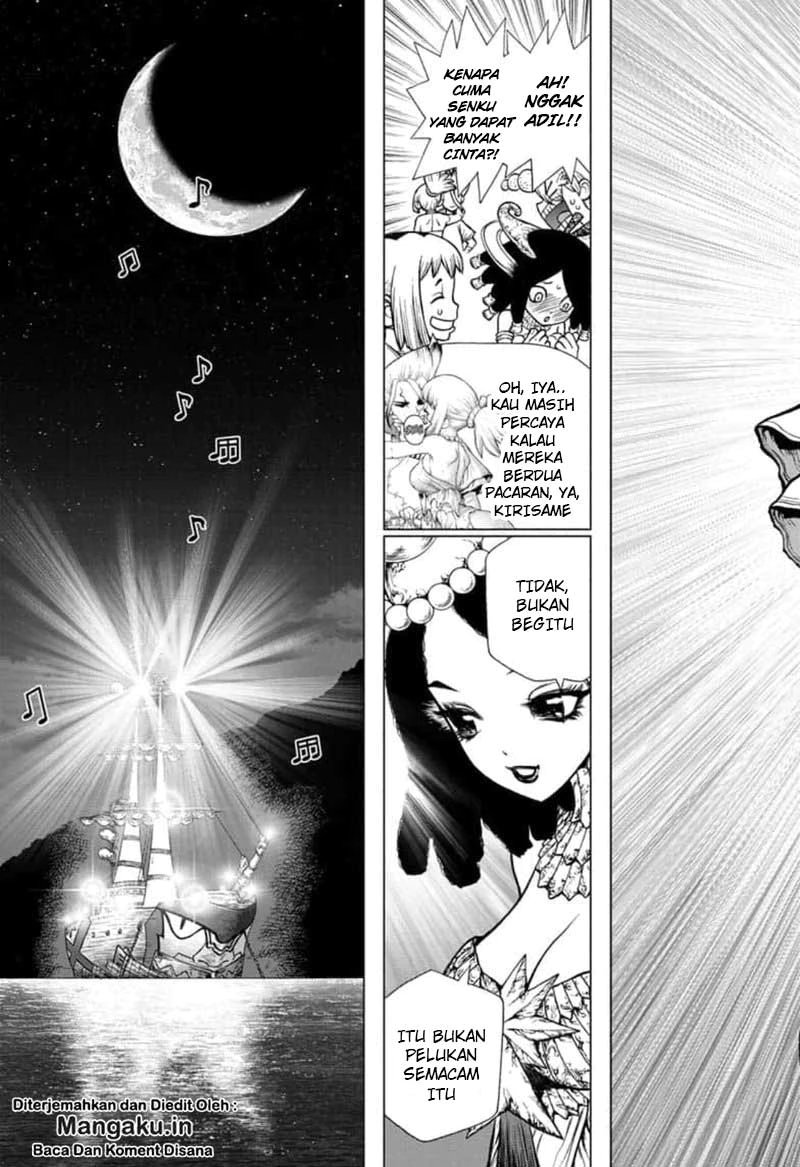 AH!
NGGAK
ADIL!!
KENAPA
CUMA
SENKU
YANG DAPAT
BANYAK
CINTA?!
OH, IYA..
KAU MASIH
PERCAYA
KALAU
MEREKA
BERDUA
PACARAN, YA,
KIRISAME
TIDAK,
BUKAN
BEGITU
ITU BUKAN
PELUKAN
SEMACAM
ITU
Diterjemahkan dan Diedit Oleh :
Mangaku.in
Baca Dan Koment Disana